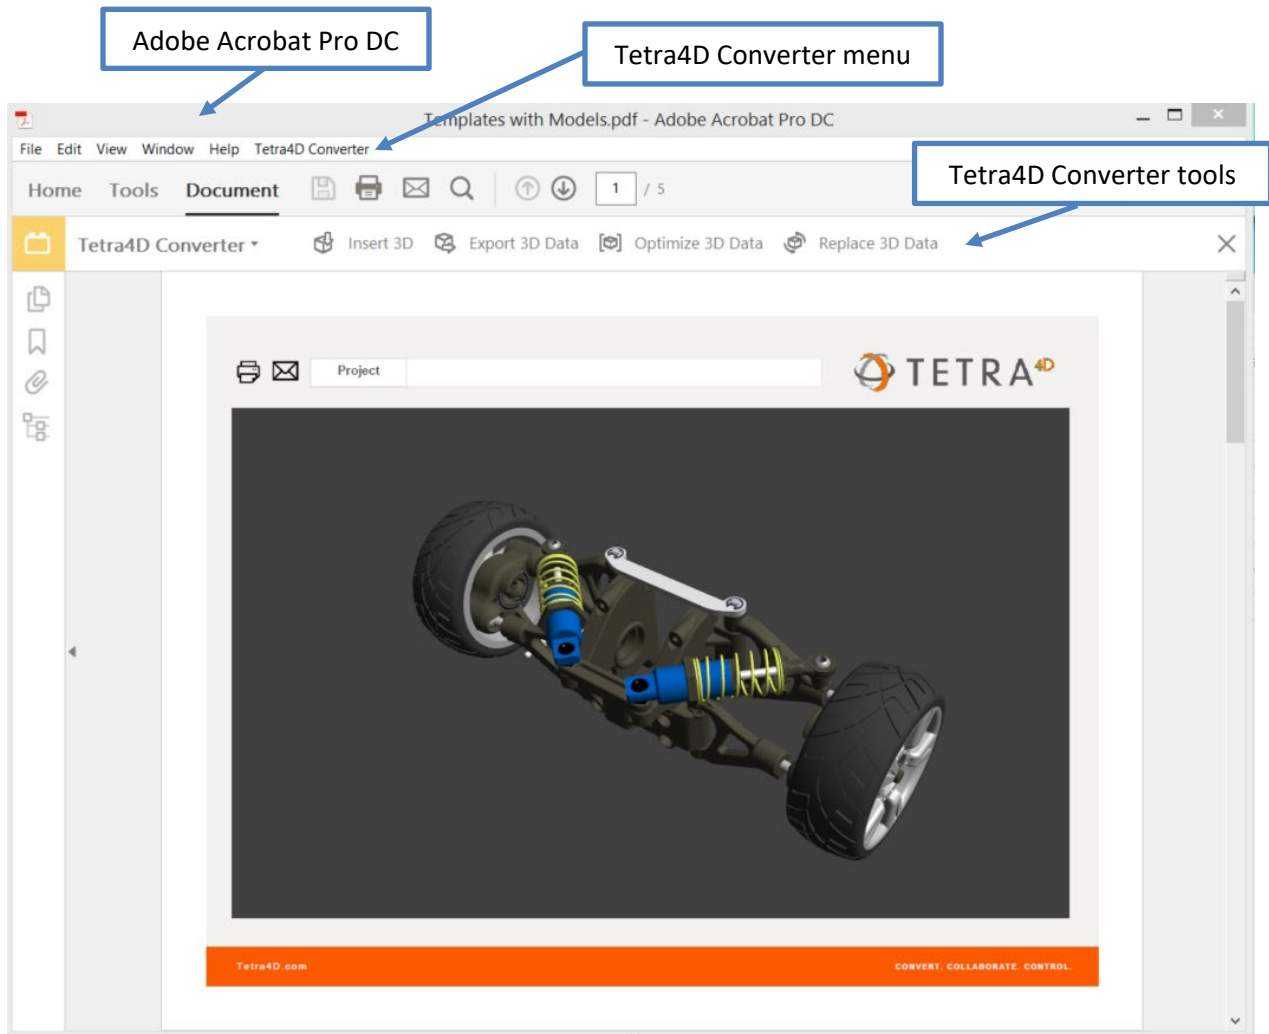 Adobe Acrobat Pro DC
Tetra4D Converter menu
Templates with Models.pdf - Adobe Acrobat Pro DC
File Edit View Window Help Tetra4D Converter
Tetra4D Converter tools
Home Tools Document 1 / 5
Tetra4D Converter Insert 3D Export 3D Data Optimize 3D Data Replace 3D Data
Project
TETRA4D
Tetra4D.com CONVERT. COLLABORATE. CONTROL.